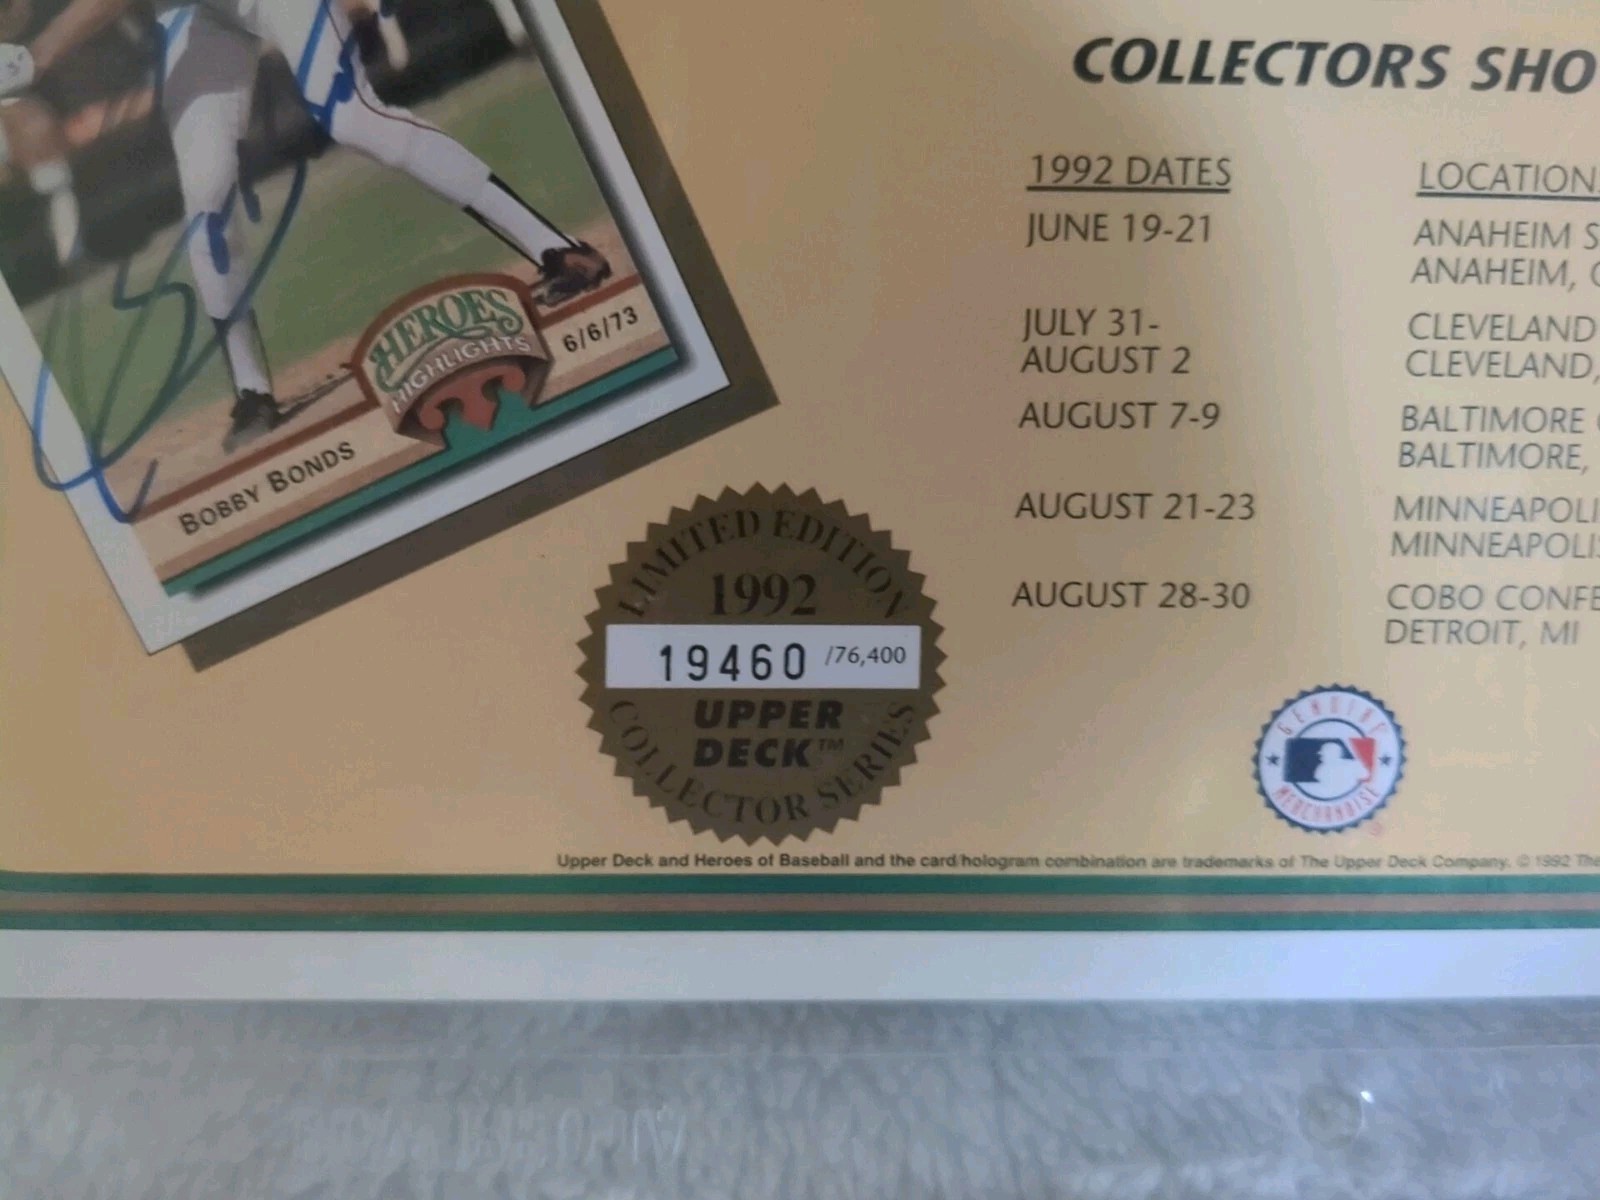 COLLECTORS SHO
1992 DATES
LOCATION
JUNE 19-21
ANAHEIM S
ANAHEIM, C
JULY 31-
AUGUST 2
CLEVELAND
CLEVELAND,
AUGUST 7-9
BALTIMORE
BALTIMORE,
AUGUST 21-23
MINNEAPOLI
MINNEAPOLIS
AUGUST 28-30
COBO CONFE
DETROIT, MI
HEROES
HIGHLIGHTS
6/6/73
BOBBY BONDS
LIMITED EDITION
1992
19460 /76,400
UPPER
DECK™
COLLECTOR SERIES
GENUINE
MERCHANDISE
Upper Deck and Heroes of Baseball and the card/hologram combination are trademarks of The Upper Deck Company. © 1992 The